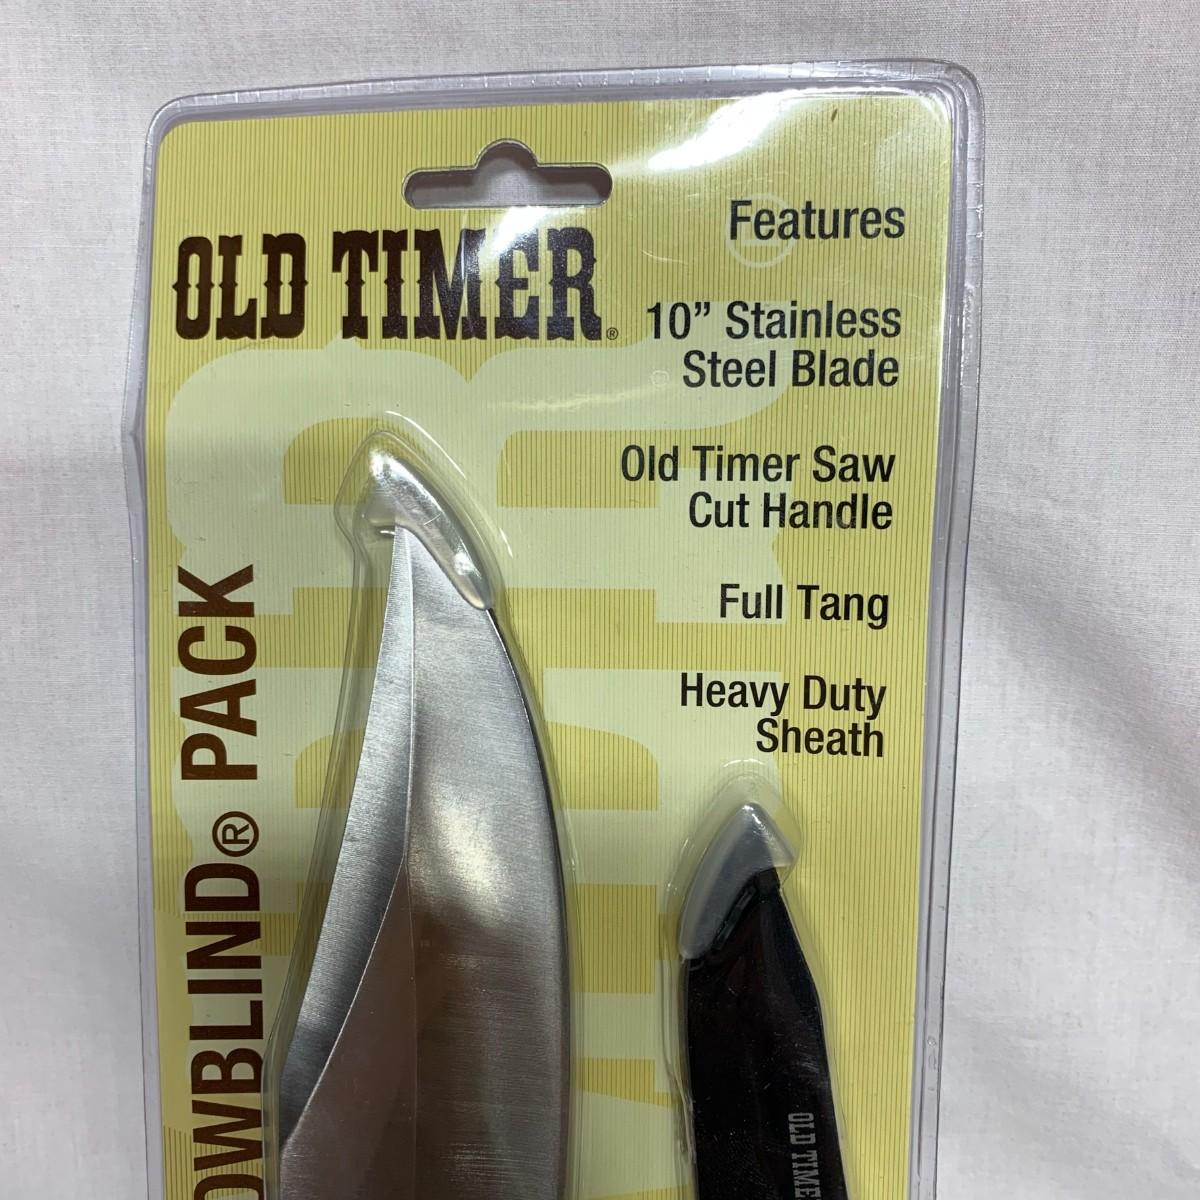 OLD TIMER®
Features
10” Stainless
Steel Blade
Old Timer Saw
Cut Handle
Full Tang
Heavy Duty
Sheath
OWBLIND® PACK
OLD TIME